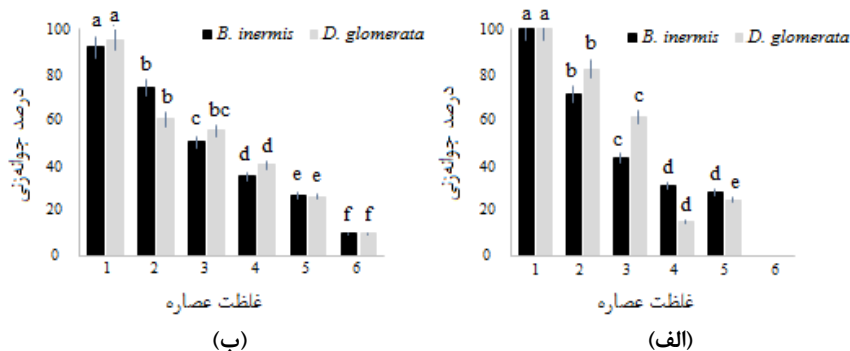 a a
b
b
c
bc
d d
e e
f f
■ B. inermis ■ D. glomerata
100
80
60
40
20
0
درصد جوانه‌زنی
1 2 3 4 5 6
غلظت عصاره
(ب)
a a
b
b
c
c
d
d
d
e
■ B. inermis ■ D. glomerata
100
80
60
40
20
0
درصد جوانه‌زنی
1 2 3 4 5 6
غلظت عصاره
(الف)